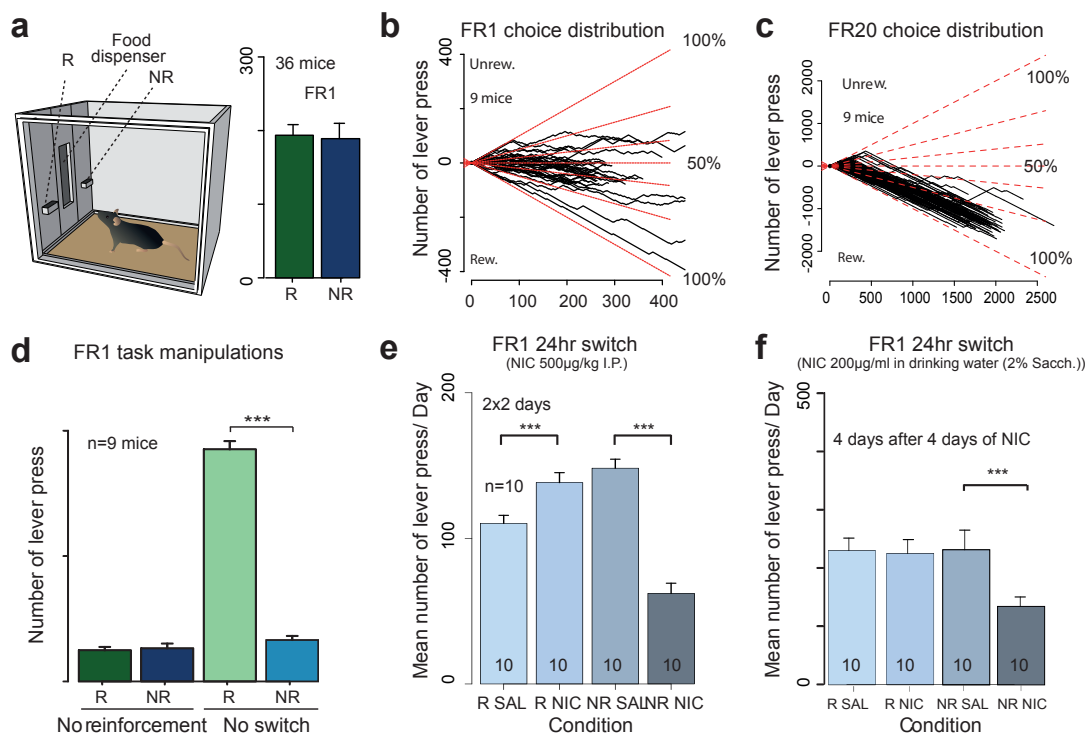 a
Food
dispenser
R
NR
300
0
36 mice
FR1
R
NR
b
FR1 choice distribution
Number of lever press
400
0
-400
Unrew.
9 mice
Rew.
100%
50%
100%
0
100
200
300
400
c
FR20 choice distribution
Number of lever press
2000
1000
0
-1000
-2000
Unrew.
9 mice
Rew.
100%
50%
100%
0
500
1000
1500
2000
2500
d
FR1 task manipulations
Number of lever press
n=9 mice
***
R
NR
R
NR
No reinforcement
No switch
e
FR1 24hr switch
(NIC 500µg/kg I.P.)
Mean number of lever press/ Day
200
100
0
2x2 days
***
***
n=10
10
10
10
10
R SAL
R NIC
NR SAL
NR NIC
Condition
f
FR1 24hr switch
(NIC 200µg/ml in drinking water (2% Sacch.))
Mean number of lever press/ Day
500
0
4 days after 4 days of NIC
***
10
10
10
10
R SAL
R NIC
NR SAL
NR NIC
Condition